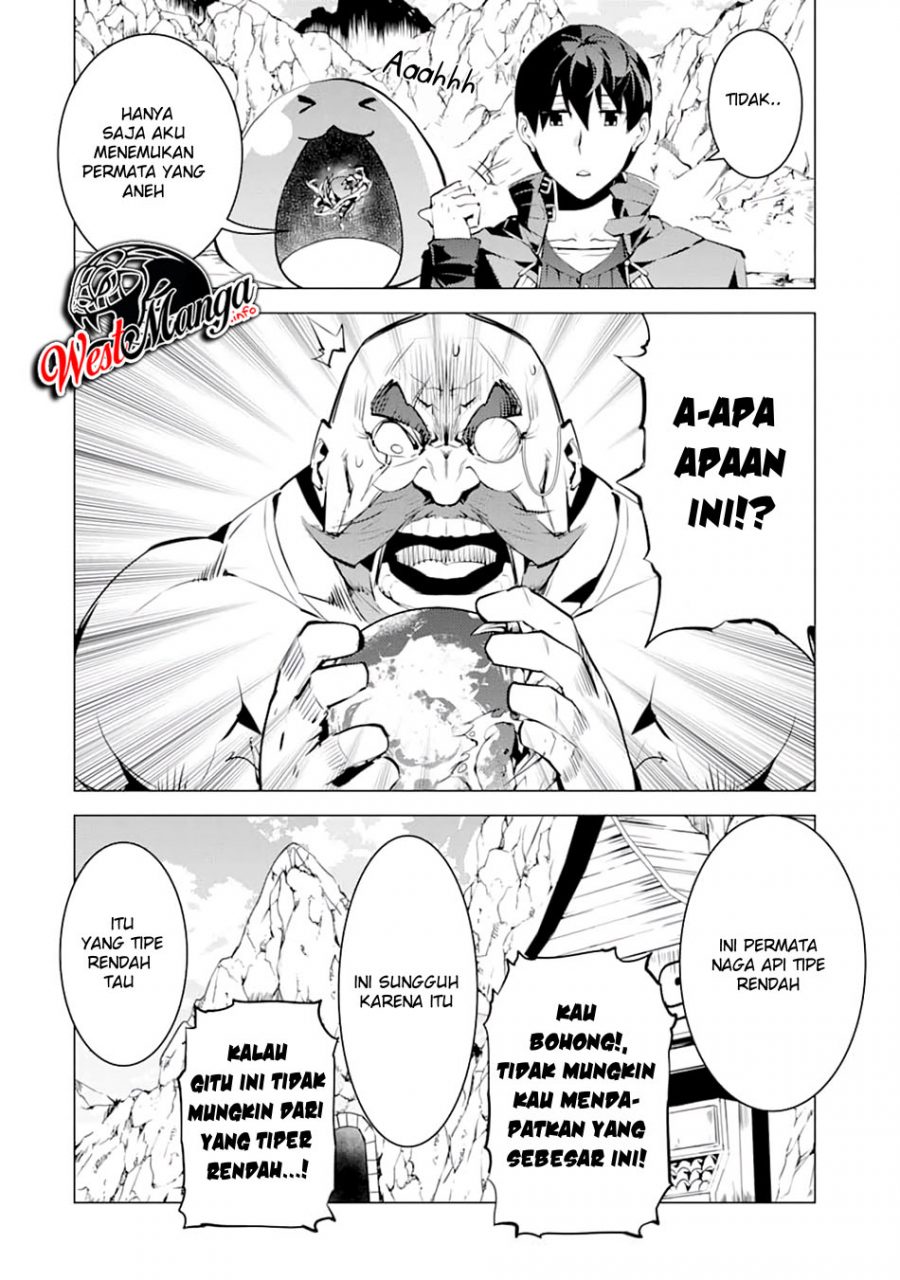 TIDAK..
Aaahhh
HANYA
SAJA AKU
MENEMUKAN
PERMATA YANG
ANEH
WestManga
.info
A-APA
APAAN
INI!?
INI PERMATA
NAGA API TIPE
RENDAH
KAU
BOHONG!,
TIDAK MUNGKIN
KAU MENDA-
PATKAN YANG
SEBESAR INI!
INI SUNGGUH
KARENA ITU
KALAU
GITU INI TIDAK
MUNGKIN DARI
YANG TIPER
RENDAH...!
ITU
YANG TIPE
RENDAH
TAU